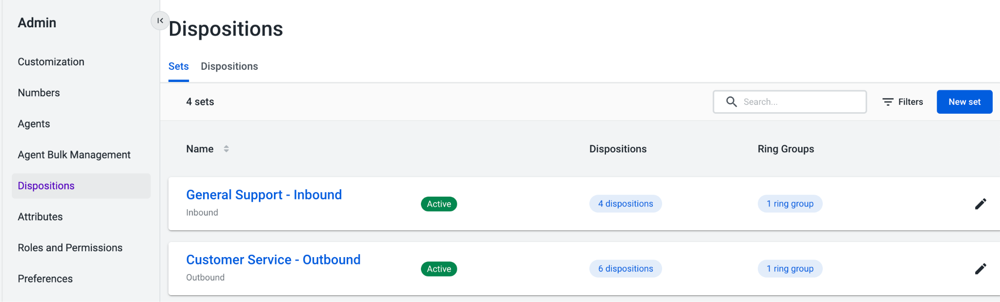 Admin
Customization
Numbers
Agents
Agent Bulk Management
Dispositions
Attributes
Roles and Permissions
Preferences
Dispositions
Sets Dispositions
4 sets Search... Filters New set
Name Dispositions Ring Groups
General Support - Inbound
Inbound
Active 4 dispositions 1 ring group
Customer Service - Outbound
Outbound
Active 6 dispositions 1 ring group